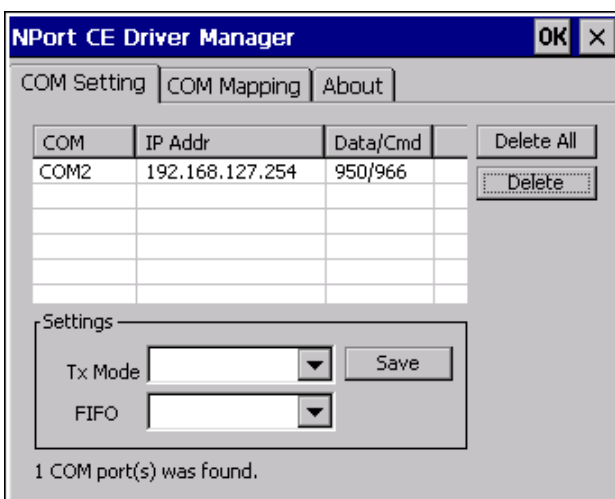 NPort CE Driver Manager OK ×
COM Setting COM Mapping About
COM IP Addr Data/Cmd Delete All
COM2 192.168.127.254 950/966 Delete
Settings
Tx Mode Save
FIFO
1 COM port(s) was found.